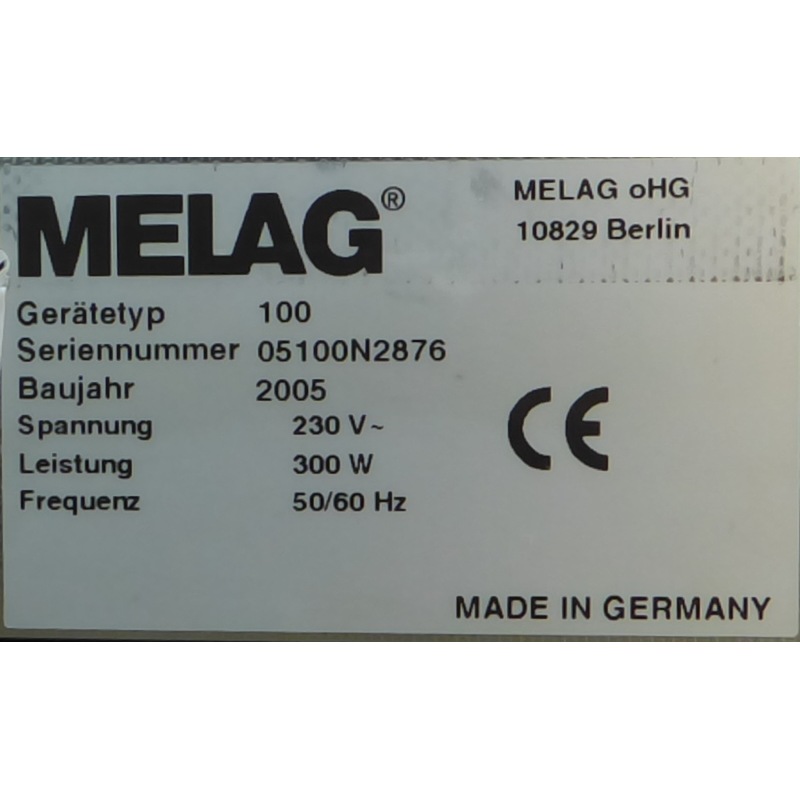 MELAG®
MELAG oHG
10829 Berlin
Gerätetyp 100
Seriennummer 05100N2876
Baujahr 2005
Spannung 230 V~
Leistung 300 W
Frequenz 50/60 Hz
CE
MADE IN GERMANY